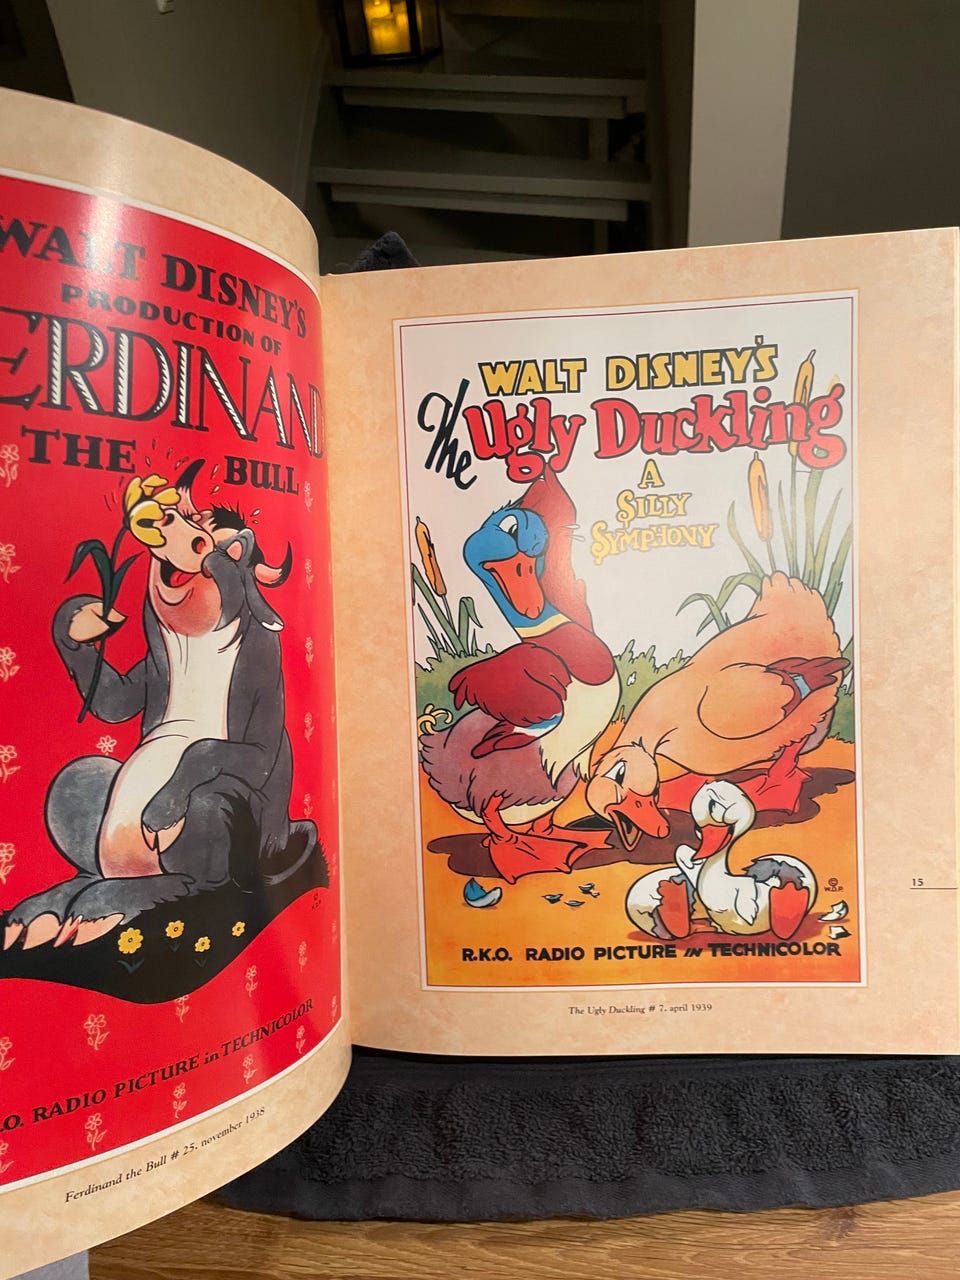 WALT DISNEY'S
PRODUCTION OF
FERDINAND
THE BULL
© W.D.P.
R.K.O. RADIO PICTURE in TECHNICOLOR
Ferdinand the Bull # 25, november 1938
WALT DISNEY'S
The Ugly Duckling
A
SILLY
SYMPHONY
©
W.D.P.
R.K.O. RADIO PICTURE IN TECHNICOLOR
The Ugly Duckling # 7, april 1939
15